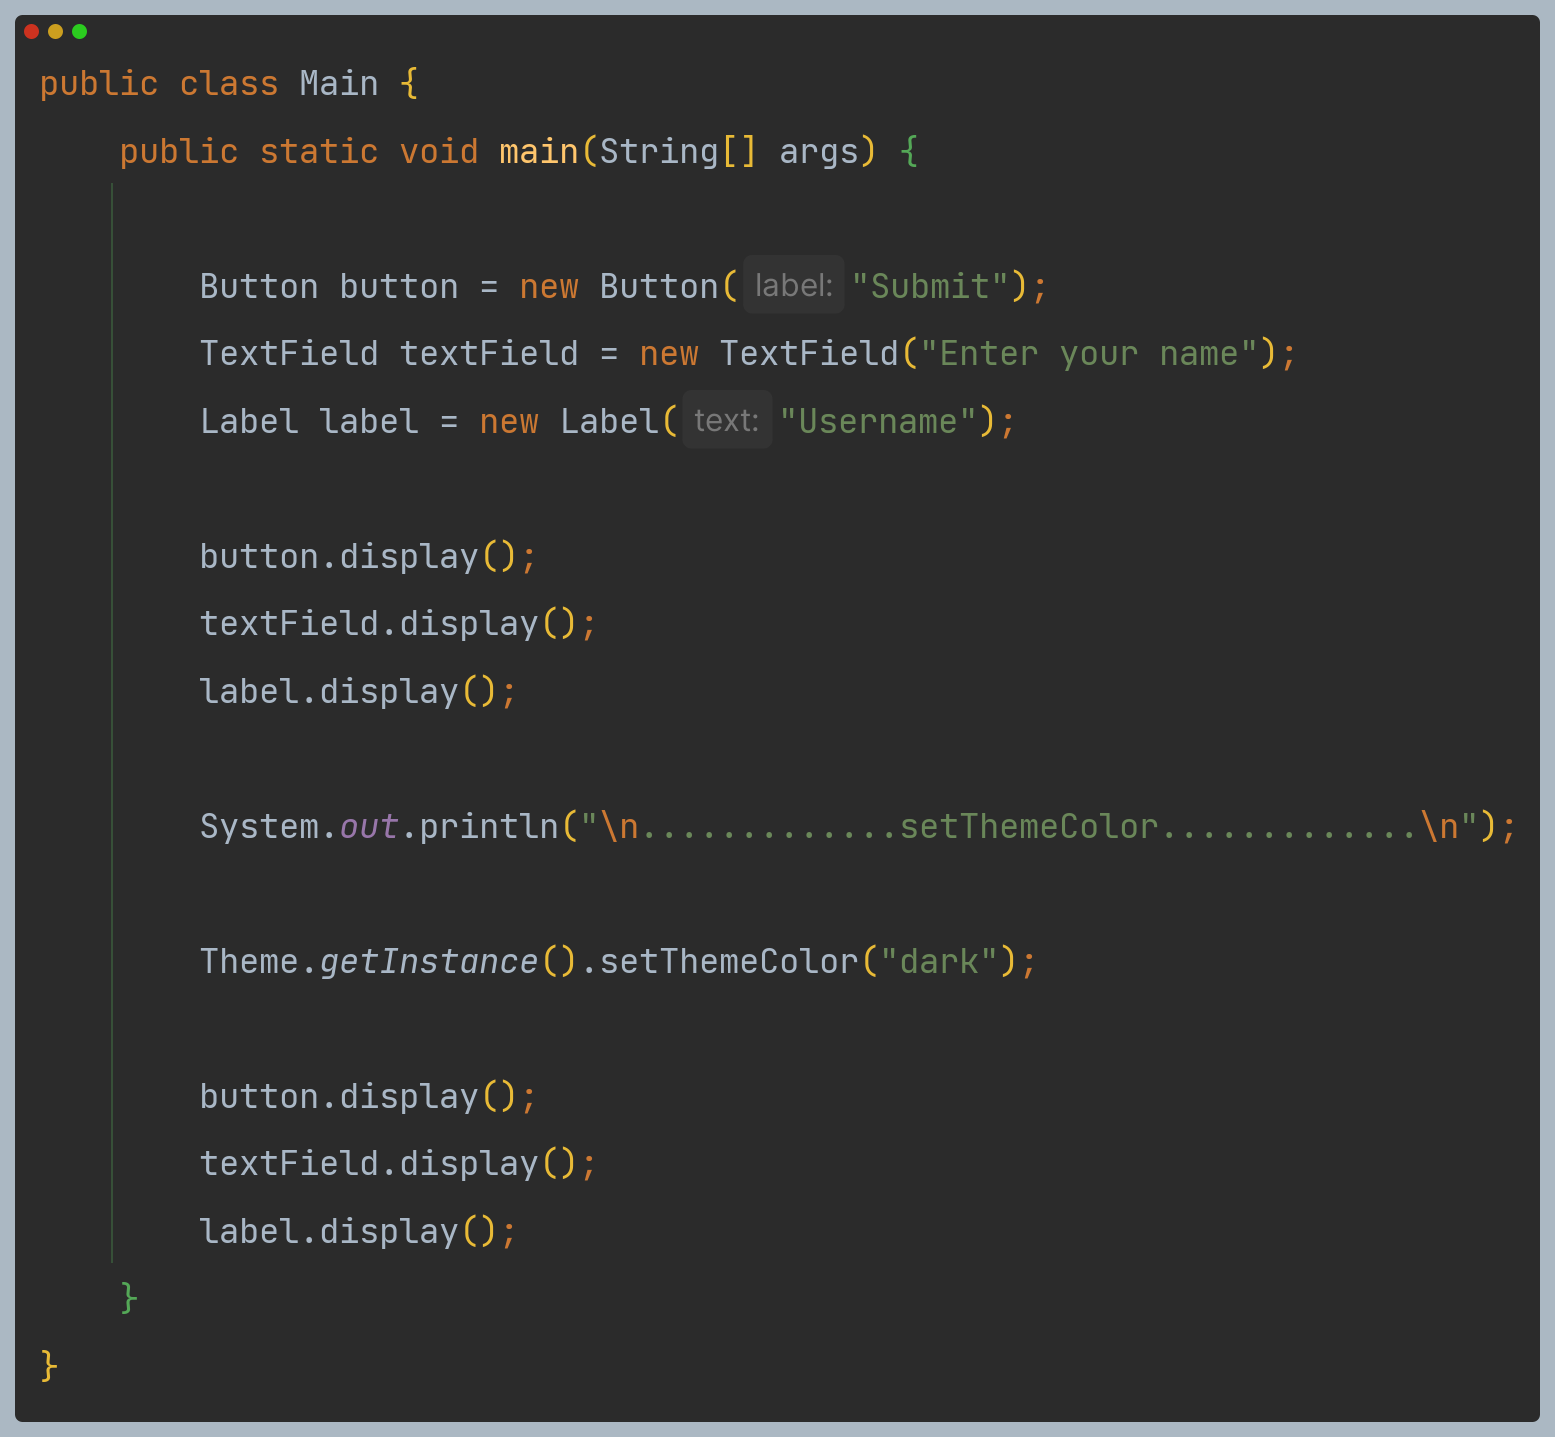 public class Main {
public static void main(String[] args) {
Button button = new Button( label: "Submit");
TextField textField = new TextField("Enter your name");
Label label = new Label( text: "Username");
button.display();
textField.display();
label.display();
System.out.println("\n.............setThemeColor.............\n");
Theme.getInstance().setThemeColor("dark");
button.display();
textField.display();
label.display();
}
}